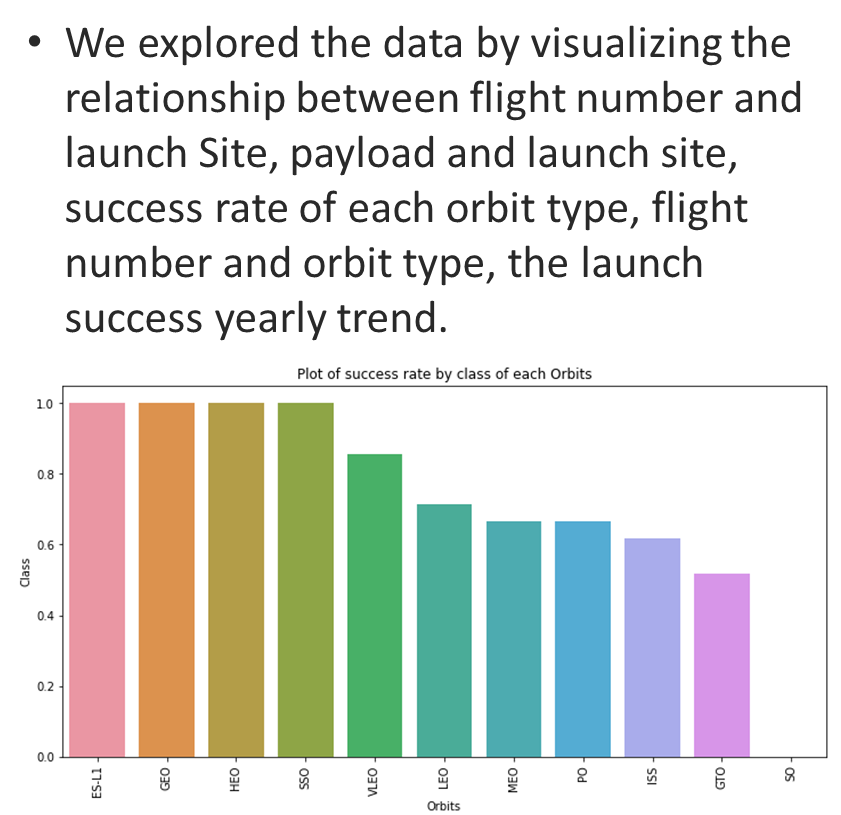 • We explored the data by visualizing the
relationship between flight number and
launch Site, payload and launch site,
success rate of each orbit type, flight
number and orbit type, the launch
success yearly trend.
Plot of success rate by class of each Orbits
1.0
0.8
0.6
0.4
0.2
0.0
Class
ES-L1
GEO
HEO
SSO
VLEO
LEO
MEO
PO
ISS
GTO
SO
Orbits